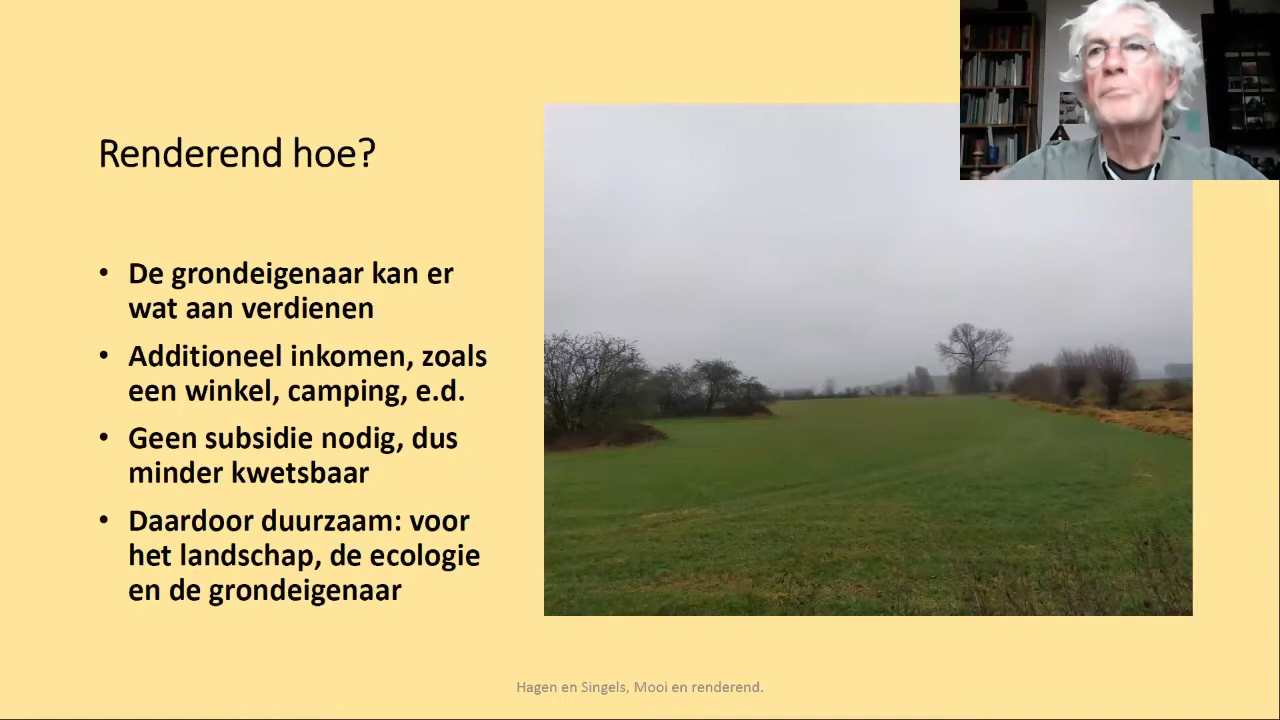 Renderend hoe?
• De grondeigenaar kan er
wat aan verdienen
• Additioneel inkomen, zoals
een winkel, camping, e.d.
• Geen subsidie nodig, dus
minder kwetsbaar
• Daardoor duurzaam: voor
het landschap, de ecologie
en de grondeigenaar
Hagen en Singels, Mooi en renderend.